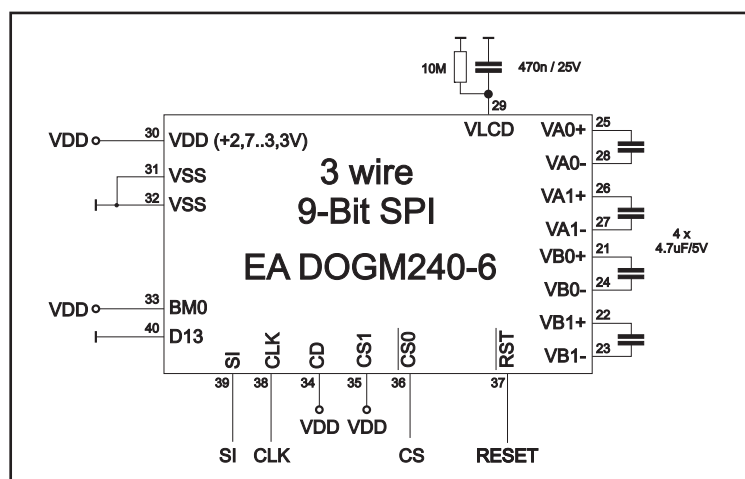 10M
470n / 25V
29
VLCD
VDD
30
VDD (+2,7..3,3V)
31
VSS
32
VSS
3 wire
9-Bit SPI
EA DOGM240-6
VDD
33
BM0
40
D13
25
VA0+
28
VA0-
26
VA1+
27
VA1-
21
VB0+
24
VB0-
22
VB1+
23
VB1-
4 x
4.7uF/5V
SI
CLK
CD
CS1
CS0
RST
39
38
34
35
36
37
VDD
VDD
SI
CLK
CS
RESET